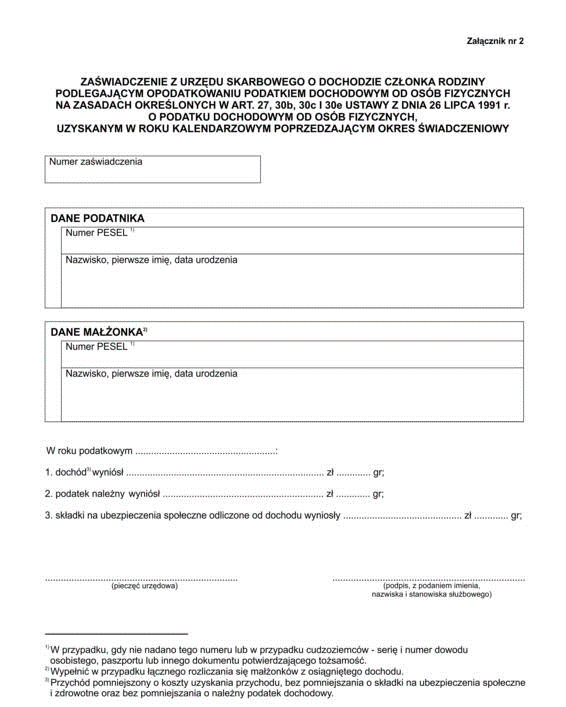 Załącznik nr 2
ZAŚWIADCZENIE Z URZĘDU SKARBOWEGO O DOCHODZIE CZŁONKA RODZINY
PODLEGAJĄCYM OPODATKOWANIU PODATKIEM DOCHODOWYM OD OSÓB FIZYCZNYCH
NA ZASADACH OKREŚLONYCH W ART. 27, 30b, 30c I 30e USTAWY Z DNIA 26 LIPCA 1991 r.
O PODATKU DOCHODOWYM OD OSÓB FIZYCZNYCH,
UZYSKANYM W ROKU KALENDARZOWYM POPRZEDZAJĄCYM OKRES ŚWIADCZENIOWY
Numer zaświadczenia
DANE PODATNIKA
Numer PESEL 1)
Nazwisko, pierwsze imię, data urodzenia
DANE MAŁŻONKA2)
Numer PESEL 1)
Nazwisko, pierwsze imię, data urodzenia
W roku podatkowym .....................................................:
1. dochód3) wyniósł ........................................................................... zł ............. gr;
2. podatek należny wyniósł ............................................................. zł ............. gr;
3. składki na ubezpieczenia społeczne odliczone od dochodu wyniosły ............................................. zł ............. gr;
(pieczęć urzędowa)
(podpis, z podaniem imienia,
nazwiska i stanowiska służbowego)
1) W przypadku, gdy nie nadano tego numeru lub w przypadku cudzoziemców - serię i numer dowodu
osobistego, paszportu lub innego dokumentu potwierdzającego tożsamość.
2) Wypełnić w przypadku łącznego rozliczania się małżonków z osiągniętego dochodu.
3) Przychód pomniejszony o koszty uzyskania przychodu, bez pomniejszania o składki na ubezpieczenia społeczne
i zdrowotne oraz bez pomniejszania o należny podatek dochodowy.